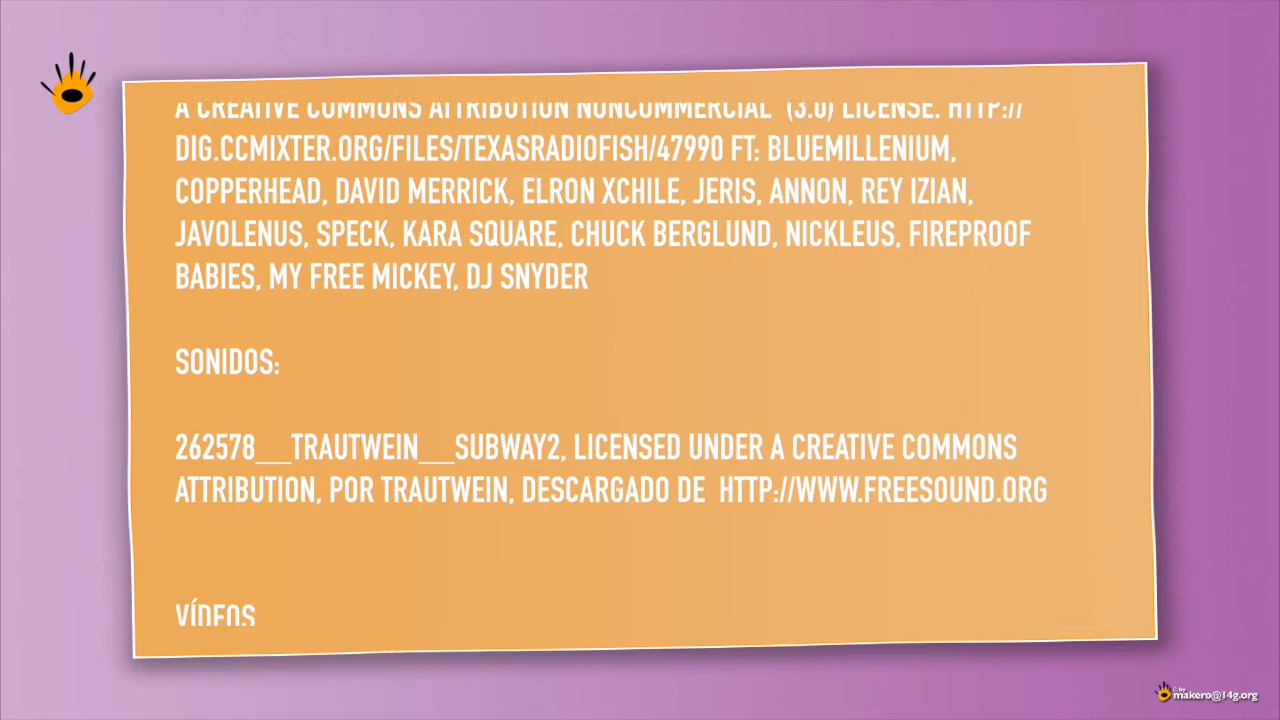 A CREATIVE COMMONS ATTRIBUTION NONCOMMERCIAL (3.0) LICENSE. HTTP://
DIG.CCMIXTER.ORG/FILES/TEXASRADIOFISH/47990 FT: BLUEMILLENIUM,
COPPERHEAD, DAVID MERRICK, ELRON XCHILE, JERIS, ANNON, REY IZIAN,
JAVOLENUS, SPECK, KARA SQUARE, CHUCK BERGLUND, NICKLEUS, FIREPROOF
BABIES, MY FREE MICKEY, DJ SNYDER
SONIDOS:
262578__TRAUTWEIN__SUBWAY2, LICENSED UNDER A CREATIVE COMMONS
ATTRIBUTION, POR TRAUTWEIN, DESCARGADO DE HTTP://WWW.FREESOUND.ORG
VÍDEOS
© by
makero@14g.org